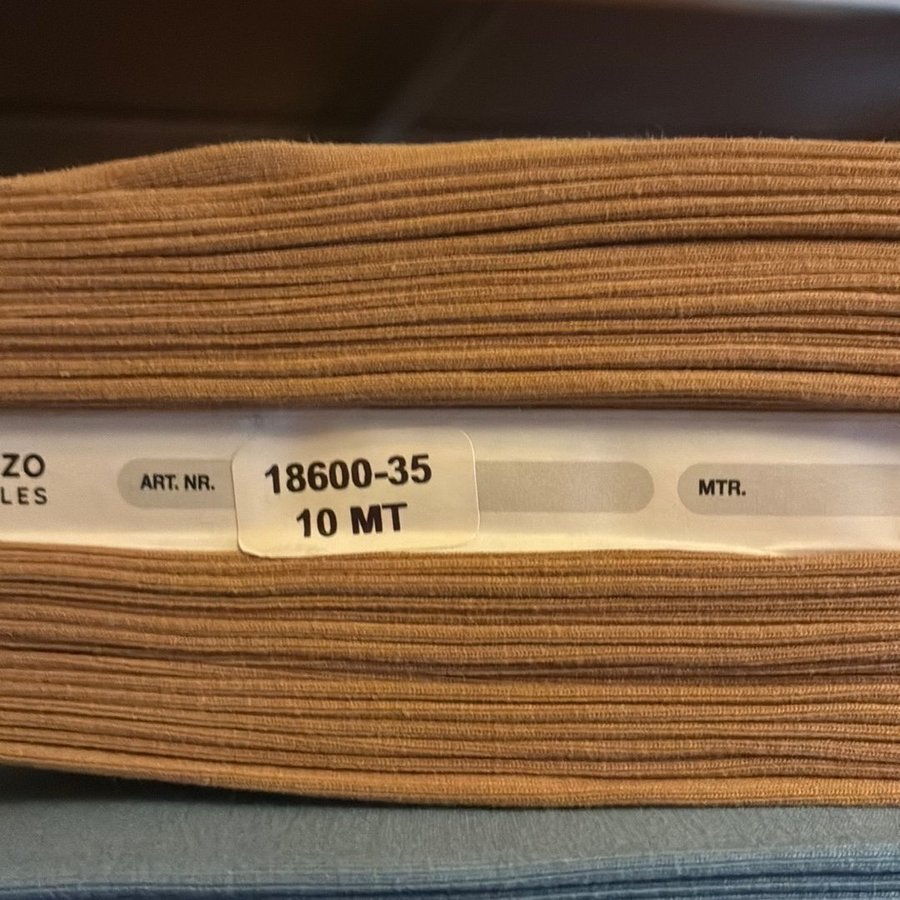 ZO
LES
ART. NR.
18600-35
10 MT
MTR.